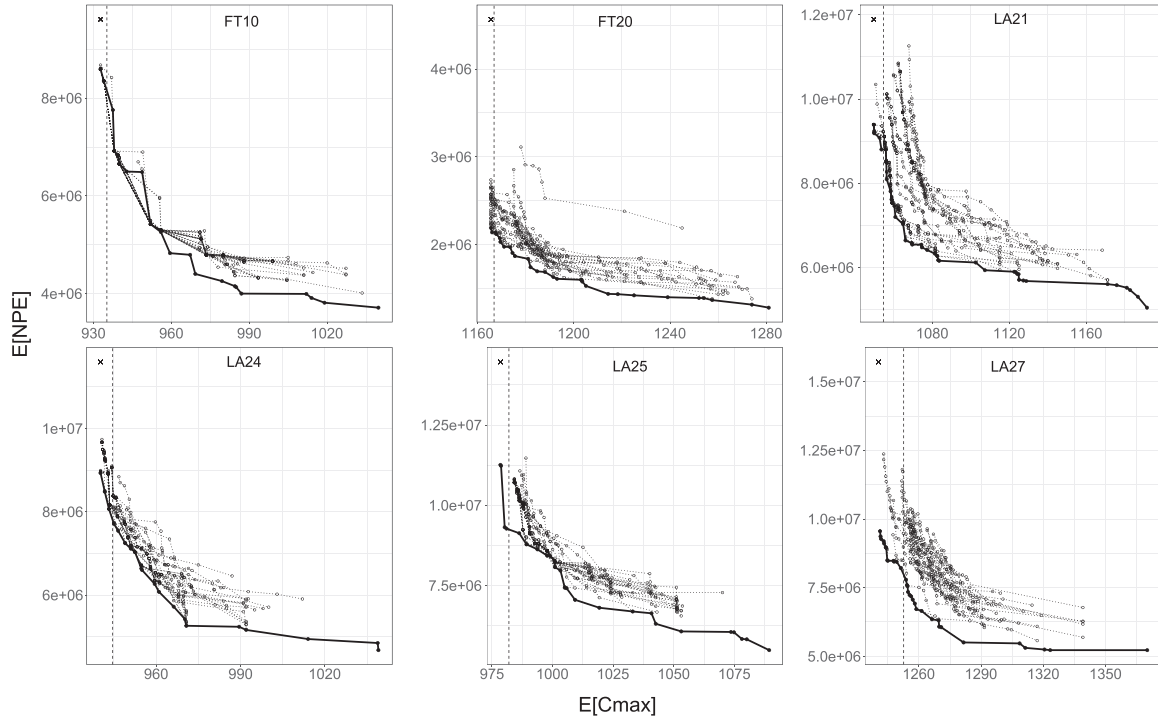 FT10
FT20
LA21
8e+06
6e+06
4e+06
930
960
990
1020
4e+06
3e+06
2e+06
1160
1200
1240
1280
1.2e+07
1.0e+07
8.0e+06
6.0e+06
1080
1120
1160
E[NPE]
LA24
LA25
LA27
1e+07
8e+06
6e+06
960
990
1020
1.25e+07
1.0e+07
7.5e+06
975
1000
1025
1050
1075
1.5e+07
1.25e+07
1.0e+07
7.5e+06
5.0e+06
1260
1290
1320
1350
E[Cmax]